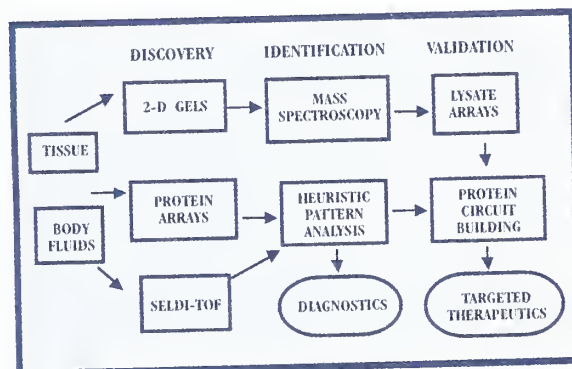 DISCOVERY IDENTIFICATION VALIDATION
2-D GELS
MASS
SPECTROSCOPY
LYSATE
ARRAYS
TISSUE
PROTEIN
ARRAYS
HEURISTIC
PATTERN
ANALYSIS
PROTEIN
CIRCUIT
BUILDING
BODY
FLUIDS
SELDI-TOF
DIAGNOSTICS
TARGETED
THERAPEUTICS